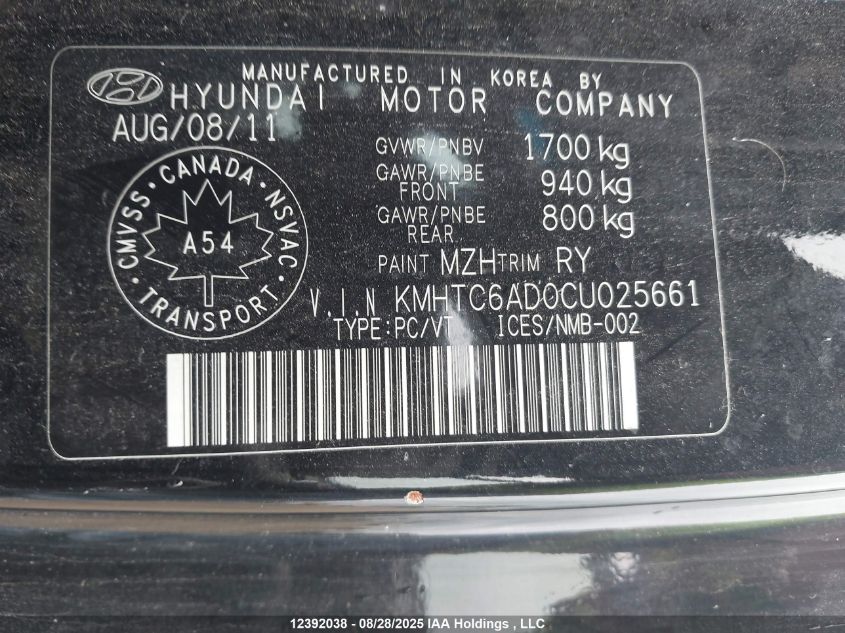 MANUFACTURED IN KOREA BY
HYUNDAI MOTOR COMPANY
AUG/08/11
GVWR/PNBV 1700 kg
GAWR/PNBE FRONT 940 kg
GAWR/PNBE REAR 800 kg
CMVSS · CANADA · NSVAC · TRANSPORT ·
A54
PAINT MZH TRIM RY
V.I.N KMHTC6AD0CU025661
TYPE:PC/VT ICES/NMB-002
12392038 - 08/28/2025 IAA Holdings , LLC